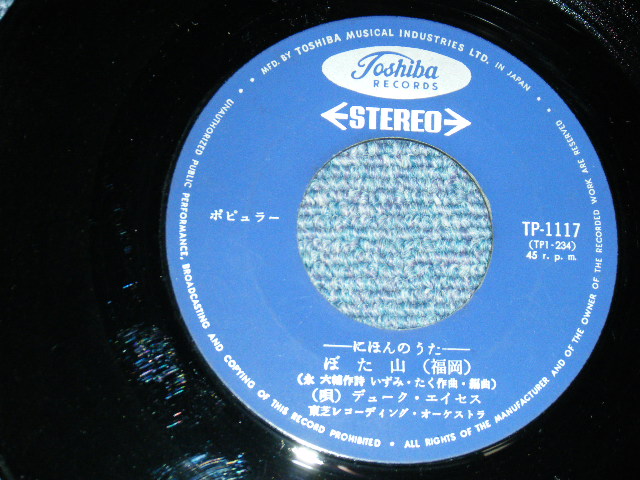 MFD. BY TOSHIBA MUSICAL INDUSTRIES LTD. IN JAPAN
Toshiba
RECORDS
STEREO
ポピュラー
TP-1117
(TP1-234)
45 r. p. m.
—にほんのうた—
ぼた山 (福岡)
(永 六輔作詩 いずみ・たく作曲・編曲)
(唄) デューク・エイセス
東芝レコーディング・オーケストラ
UNAUTHORIZED PUBLIC PERFORMANCE, BROADCASTING AND COPYING OF THIS RECORD PROHIBITED • ALL RIGHTS OF THE MANUFACTURER AND OF THE OWNER OF THE RECORDED WORK ARE RESERVED